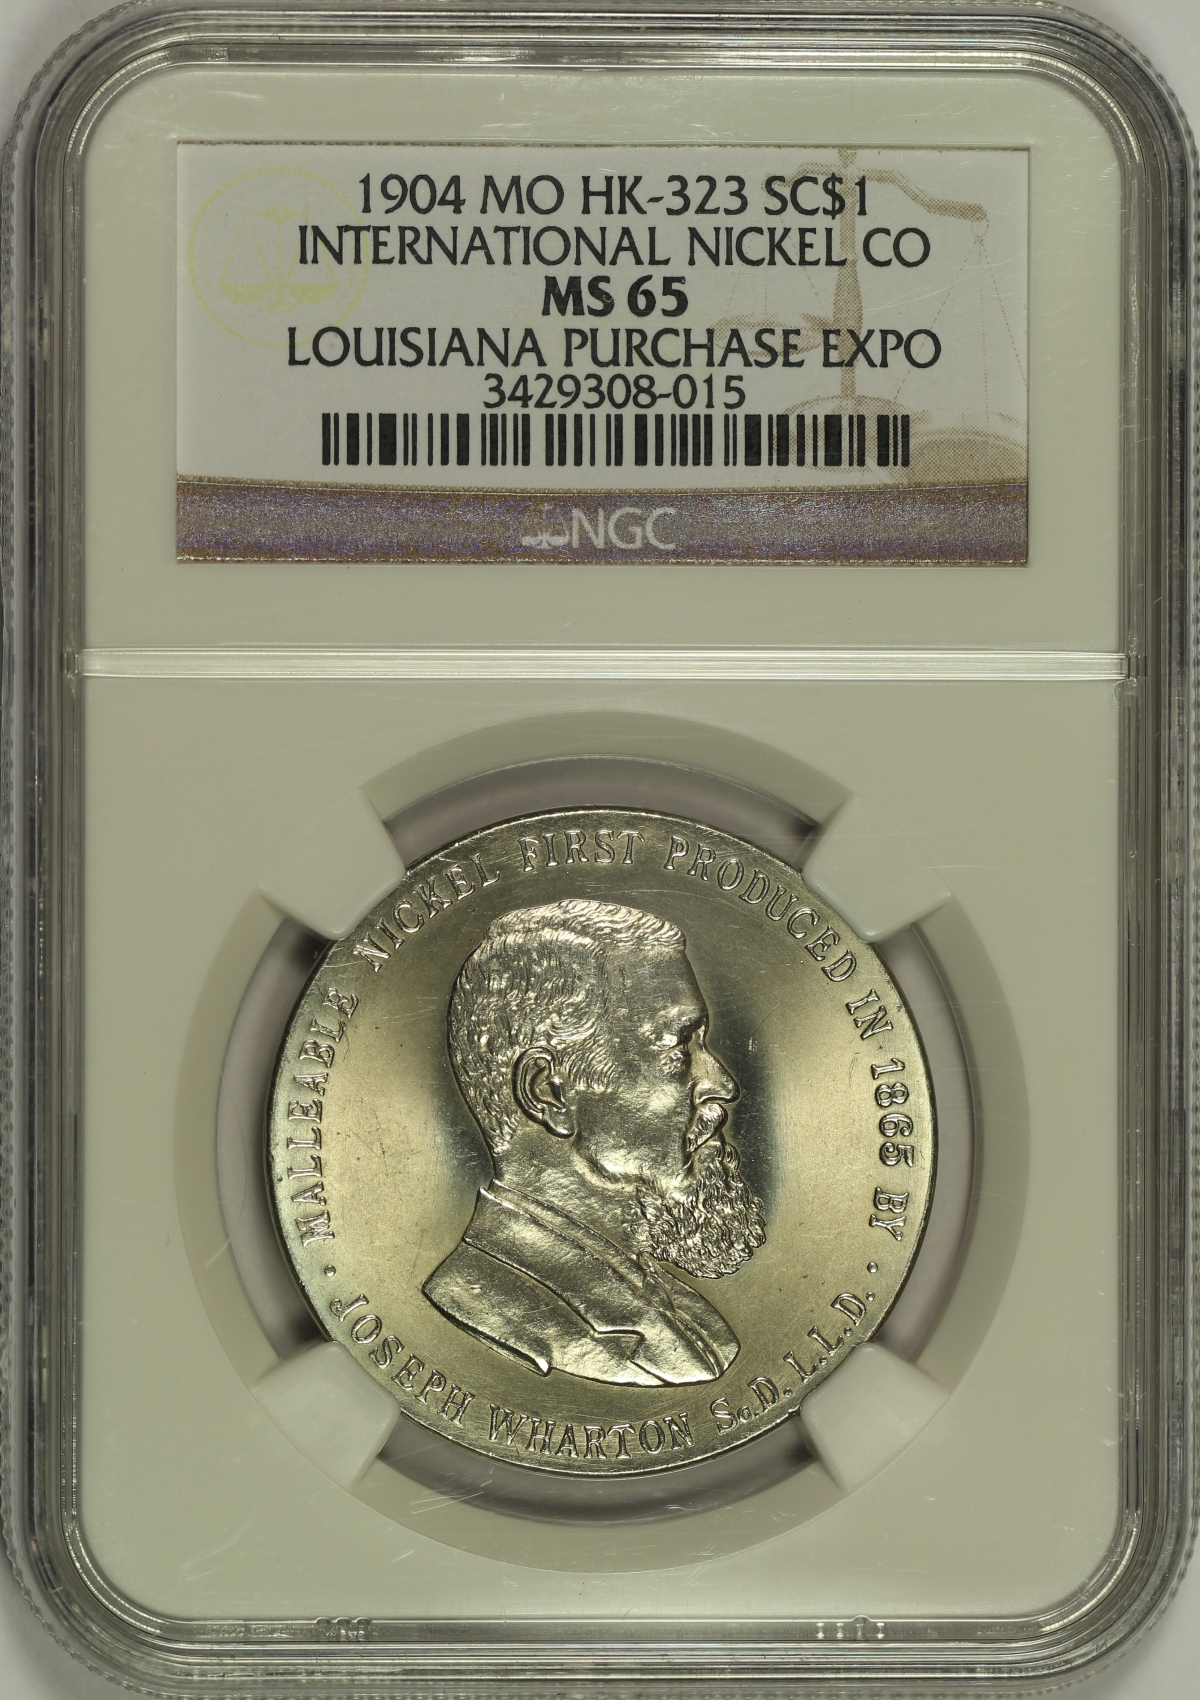 1904 MO HK-323 SC$1
INTERNATIONAL NICKEL CO
MS 65
LOUISIANA PURCHASE EXPO
3429308-015
NGC
MALLEABLE NICKEL FIRST PRODUCED IN 1865 BY
· JOSEPH WHARTON Sc.D. L.L.D. ·